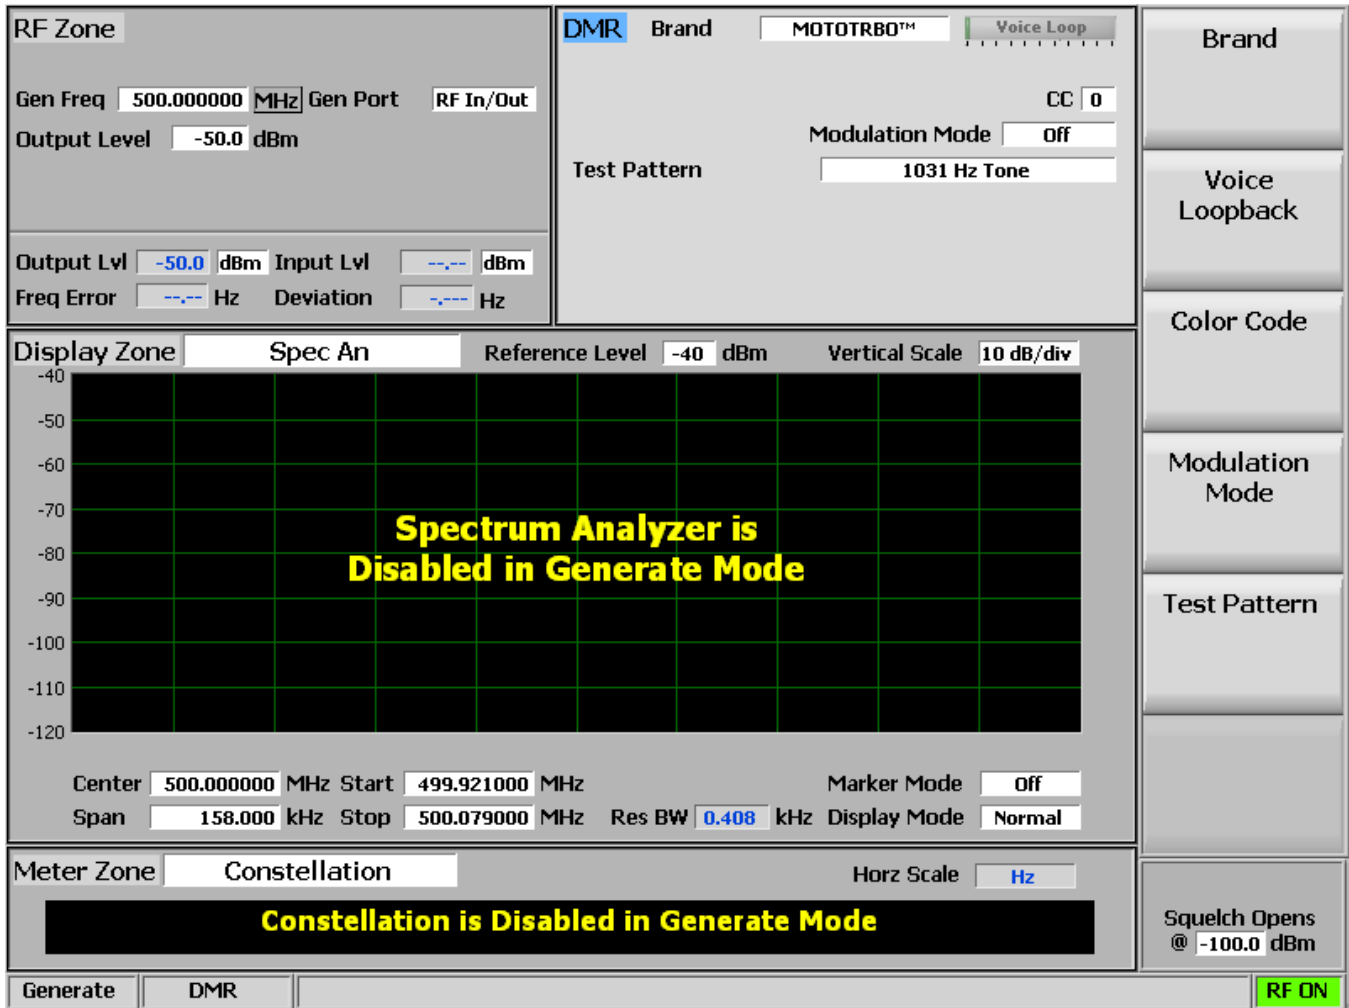 RF Zone
Gen Freq 500.000000 MHz Gen Port RF In/Out
Output Level -50.0 dBm
Output Lvl -50.0 dBm Input Lvl --.-- dBm
Freq Error --.-- Hz Deviation -.--- Hz
DMR Brand MOTOTRBO™ Voice Loop
CC 0
Modulation Mode Off
Test Pattern 1031 Hz Tone
Display Zone Spec An Reference Level -40 dBm Vertical Scale 10 dB/div
-40
-50
-60
-70
-80
-90
-100
-110
-120
Spectrum Analyzer is
Disabled in Generate Mode
Center 500.000000 MHz Start 499.921000 MHz Marker Mode Off
Span 158.000 kHz Stop 500.079000 MHz Res BW 0.408 kHz Display Mode Normal
Meter Zone Constellation Horz Scale Hz
Constellation is Disabled in Generate Mode
Brand
Voice
Loopback
Color Code
Modulation
Mode
Test Pattern
Squelch Opens
@ -100.0 dBm
Generate DMR RF ON